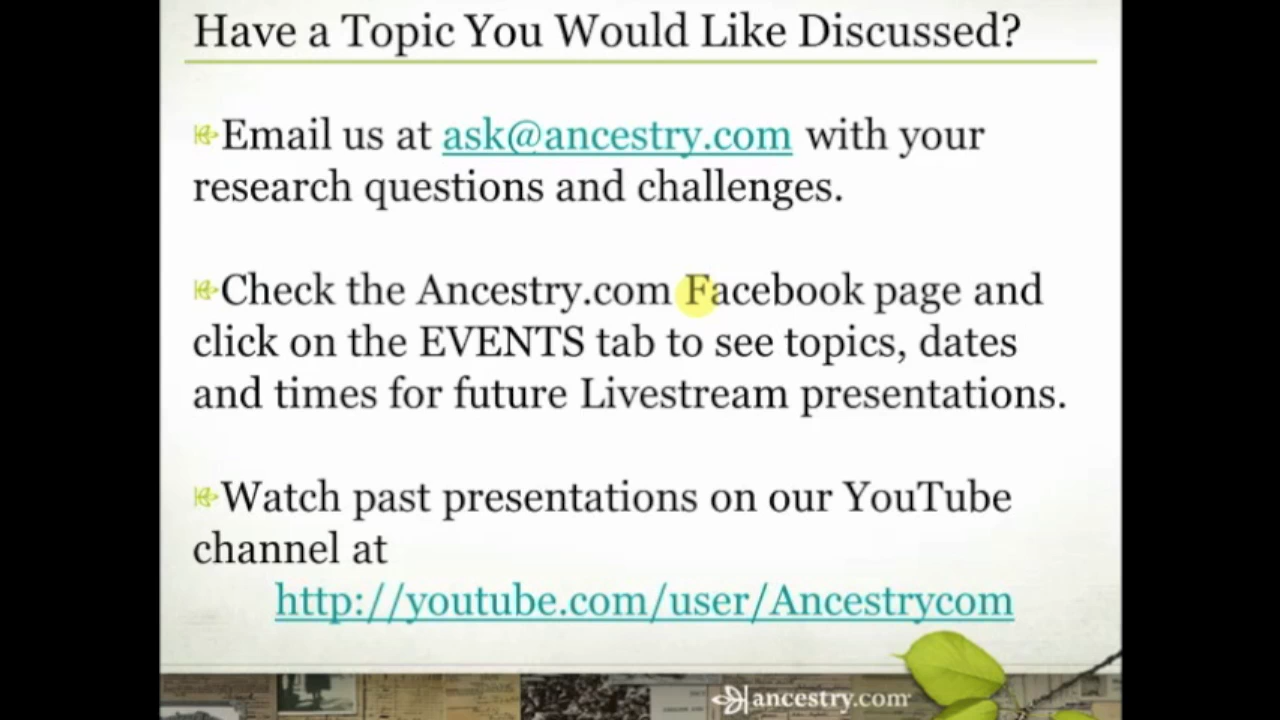 Have a Topic You Would Like Discussed?
Email us at ask@ancestry.com with your
research questions and challenges.
Check the Ancestry.com Facebook page and
click on the EVENTS tab to see topics, dates
and times for future Livestream presentations.
Watch past presentations on our YouTube
channel at
http://youtube.com/user/Ancestrycom
ancestry.com